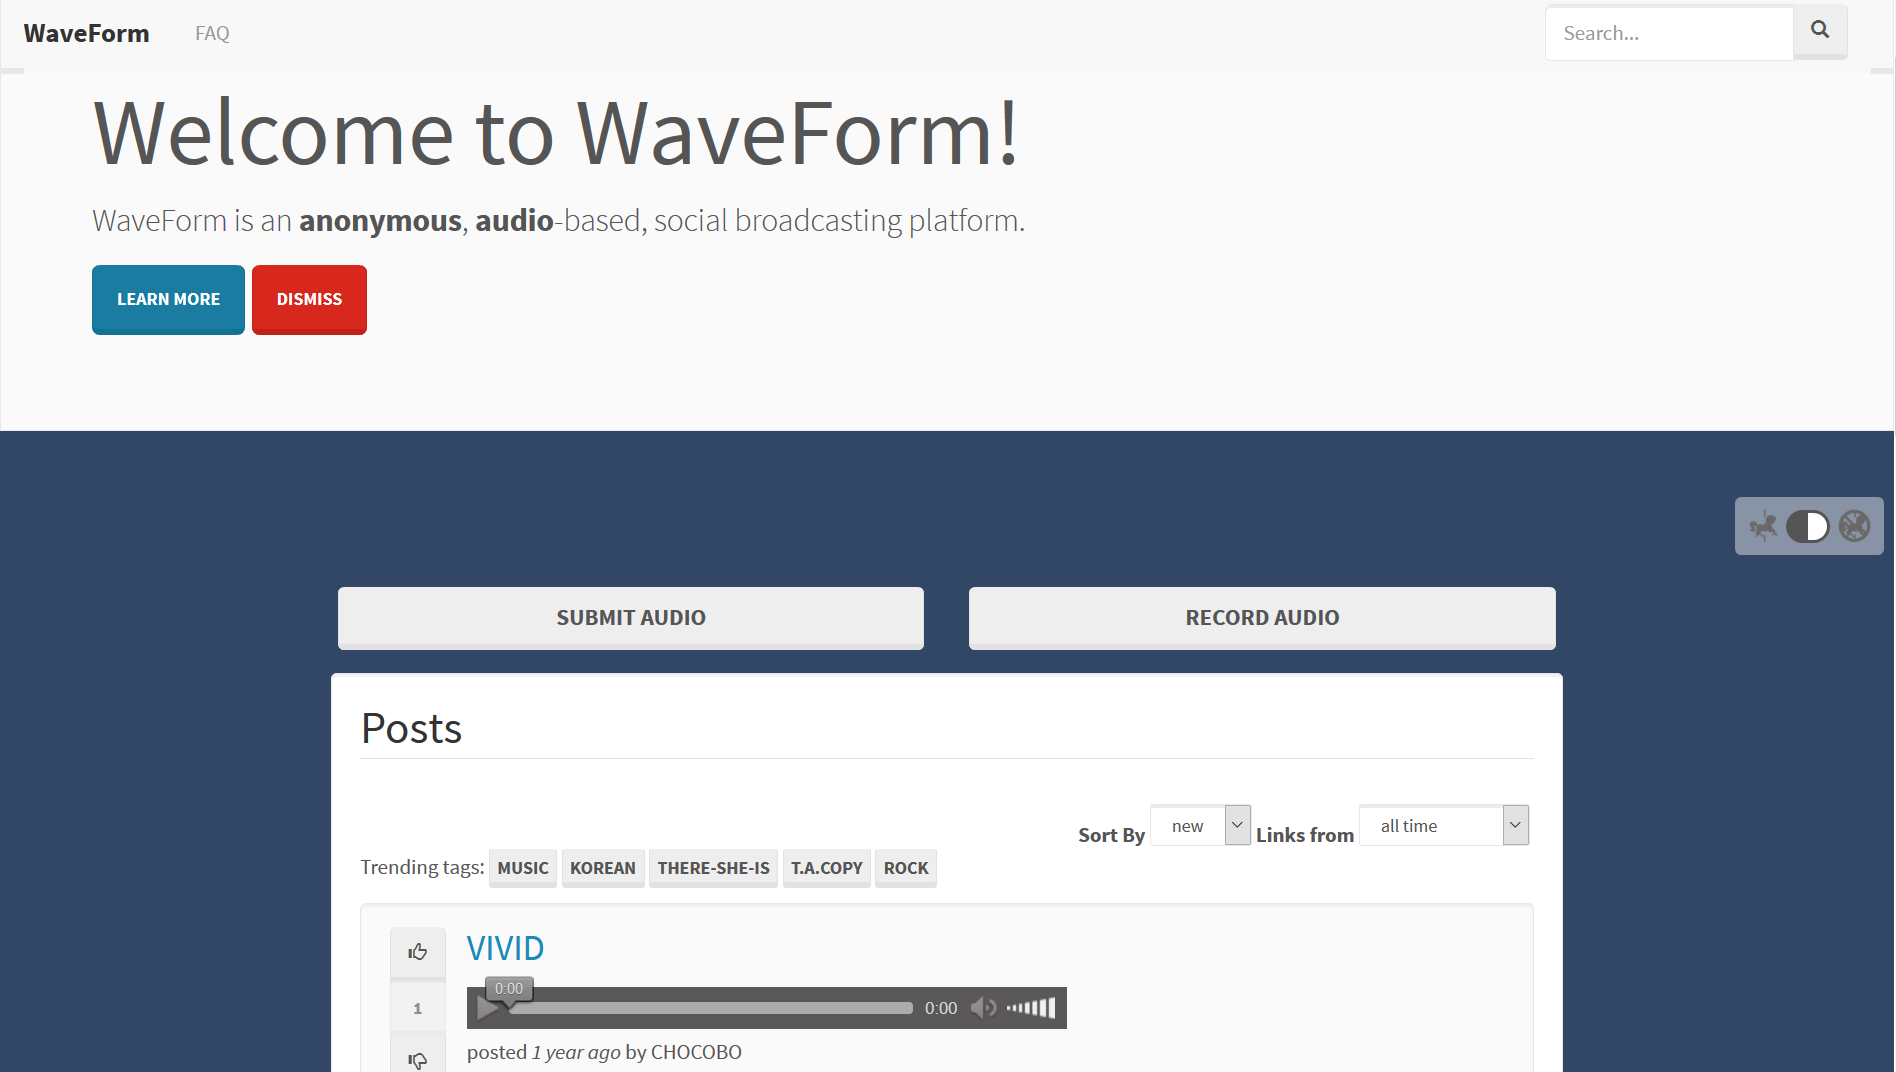 WaveForm FAQ Search...
Welcome to WaveForm!
WaveForm is an anonymous, audio-based, social broadcasting platform.
LEARN MORE DISMISS
SUBMIT AUDIO RECORD AUDIO
Posts
Sort By new Links from all time
Trending tags: MUSIC KOREAN THERE-SHE-IS T.A.COPY ROCK
VIVID
0:00
1 0:00
posted 1 year ago by CHOCOBO